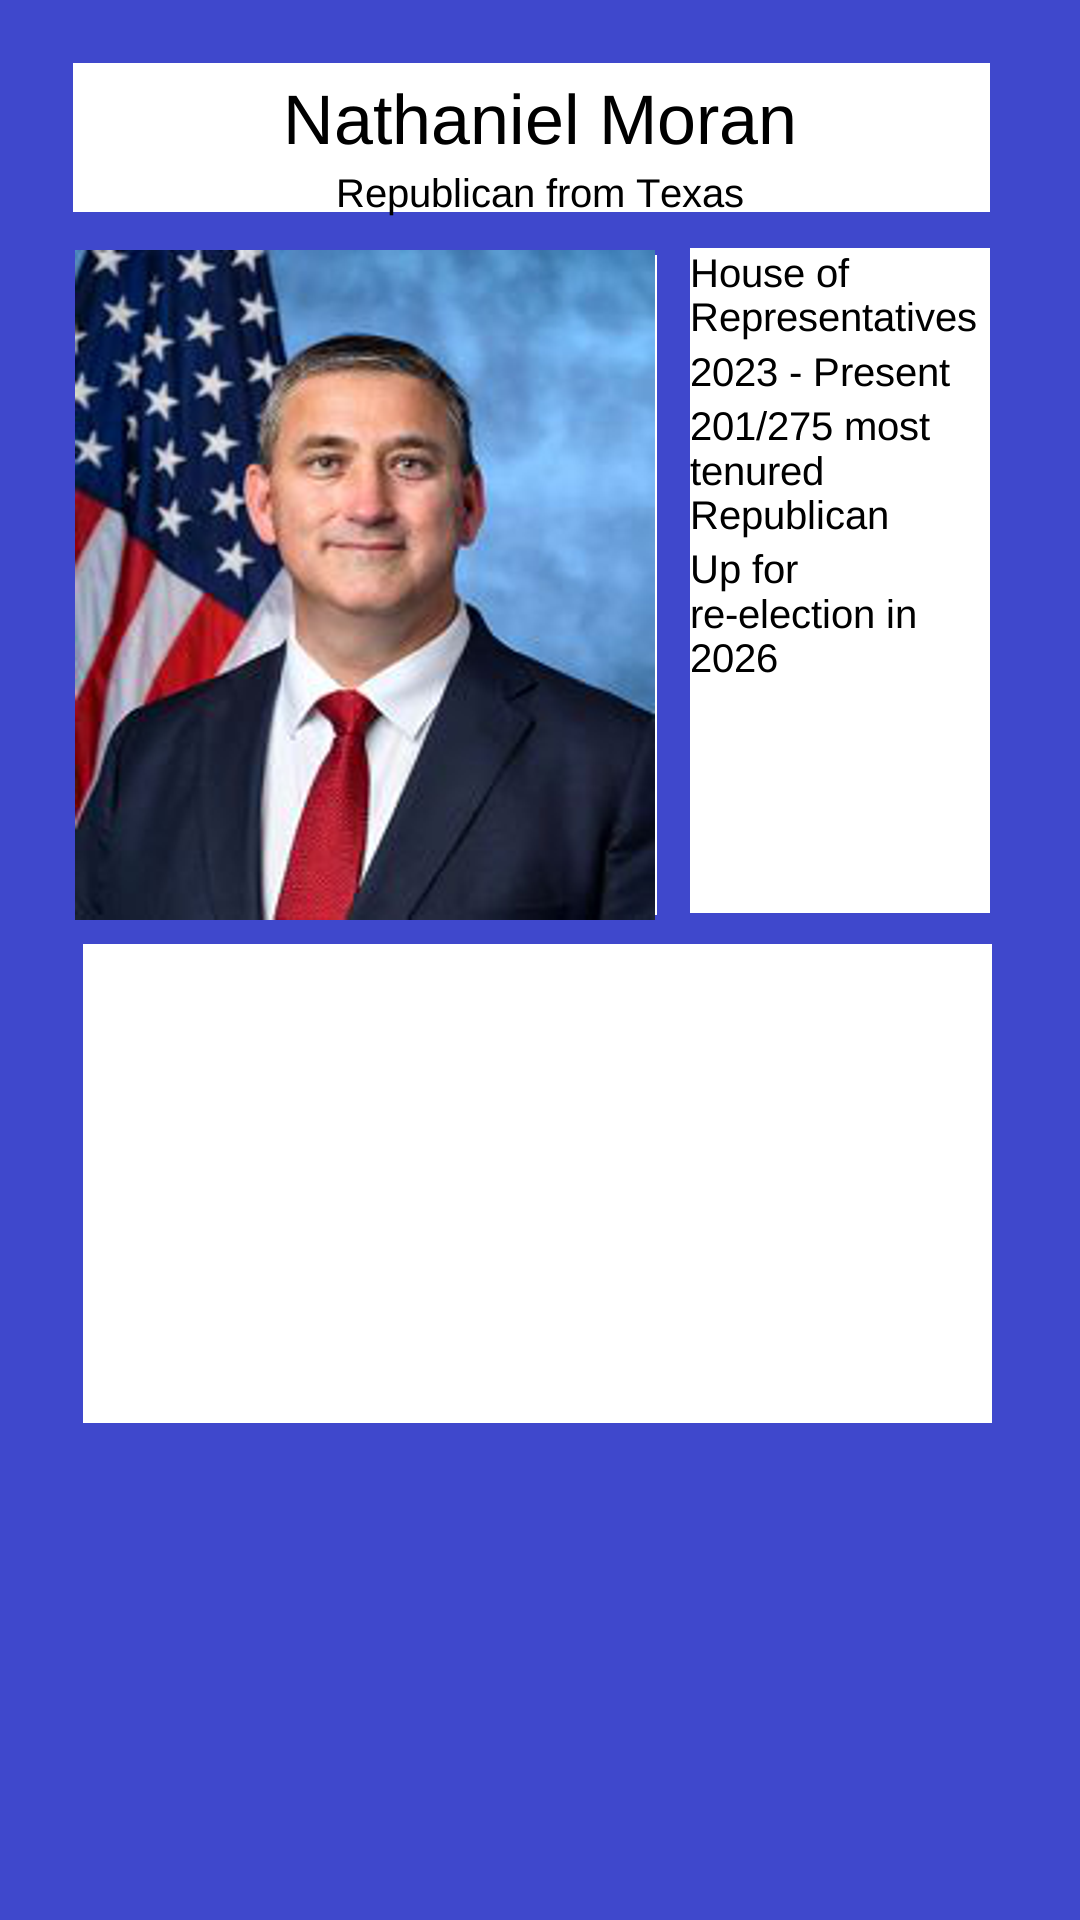 Nathaniel Moran
Republican from Texas
House of
Representatives
2023 - Present
201/275 most
tenured
Republican
Up for
re-election in
2026